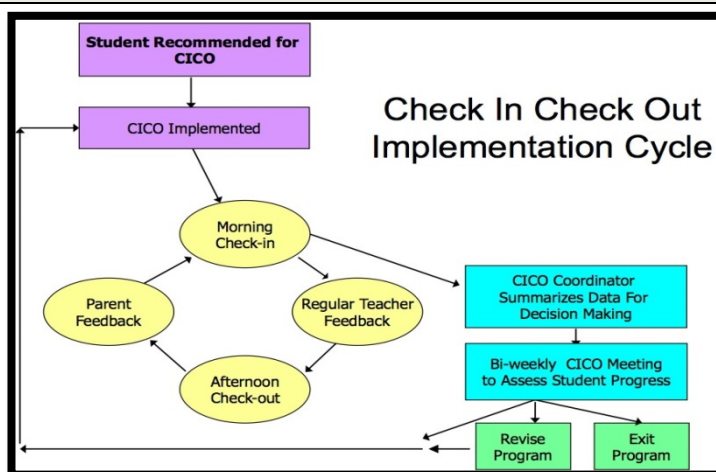 Student Recommended for
CICO
CICO Implemented
Check In Check Out
Implementation Cycle
Morning
Check-in
Parent
Feedback
Regular Teacher
Feedback
Afternoon
Check-out
CICO Coordinator
Summarizes Data For
Decision Making
Bi-weekly CICO Meeting
to Assess Student Progress
Revise
Program
Exit
Program